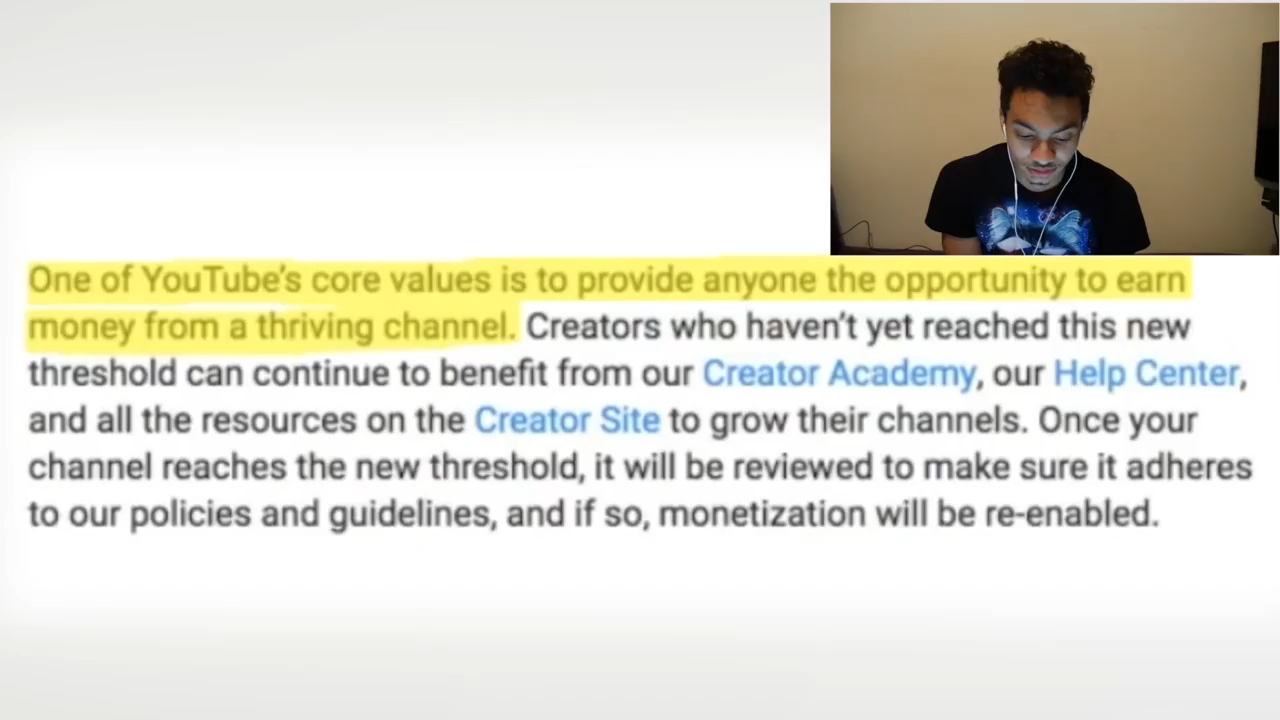 One of YouTube's core values is to provide anyone the opportunity to earn
money from a thriving channel. Creators who haven't yet reached this new
threshold can continue to benefit from our Creator Academy, our Help Center,
and all the resources on the Creator Site to grow their channels. Once your
channel reaches the new threshold, it will be reviewed to make sure it adheres
to our policies and guidelines, and if so, monetization will be re-enabled.